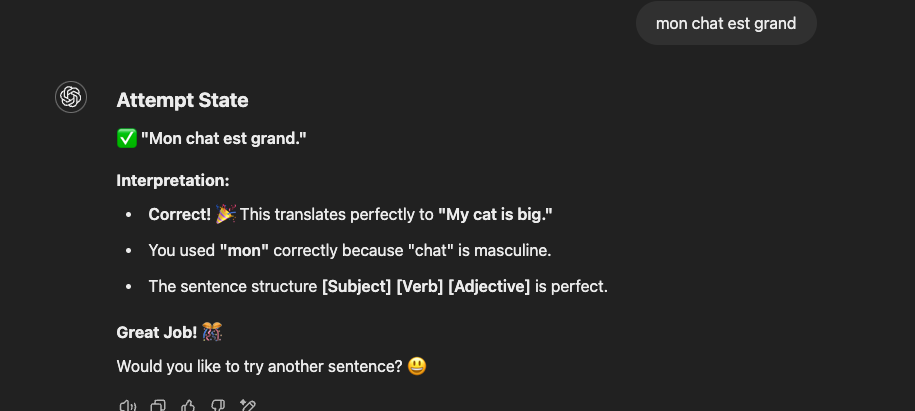 mon chat est grand
Attempt State
✅ "Mon chat est grand."
Interpretation:
• Correct! 🎉 This translates perfectly to "My cat is big."
• You used "mon" correctly because "chat" is masculine.
• The sentence structure [Subject] [Verb] [Adjective] is perfect.
Great Job! 🎊
Would you like to try another sentence? 😃